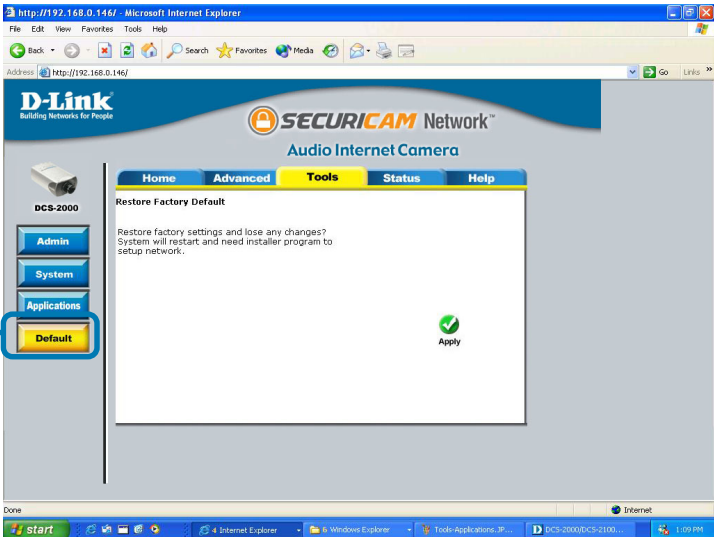 http://192.168.0.146/ - Microsoft Internet Explorer
File Edit View Favorites Tools Help
Back Search Favorites Media
Address http://192.168.0.146/ Go Links »
D-Link
Building Networks for People
SECURICAM Network™
Audio Internet Camera
Home Advanced Tools Status Help
DCS-2000
Admin
System
Applications
Default
Restore Factory Default
Restore factory settings and lose any changes?
System will restart and need installer program to
setup network.
Apply
Done Internet
start 4 Internet Explorer 6 Windows Explorer Tools-Applications.JP... DCS-2000/DCS-2100... 1:09 PM